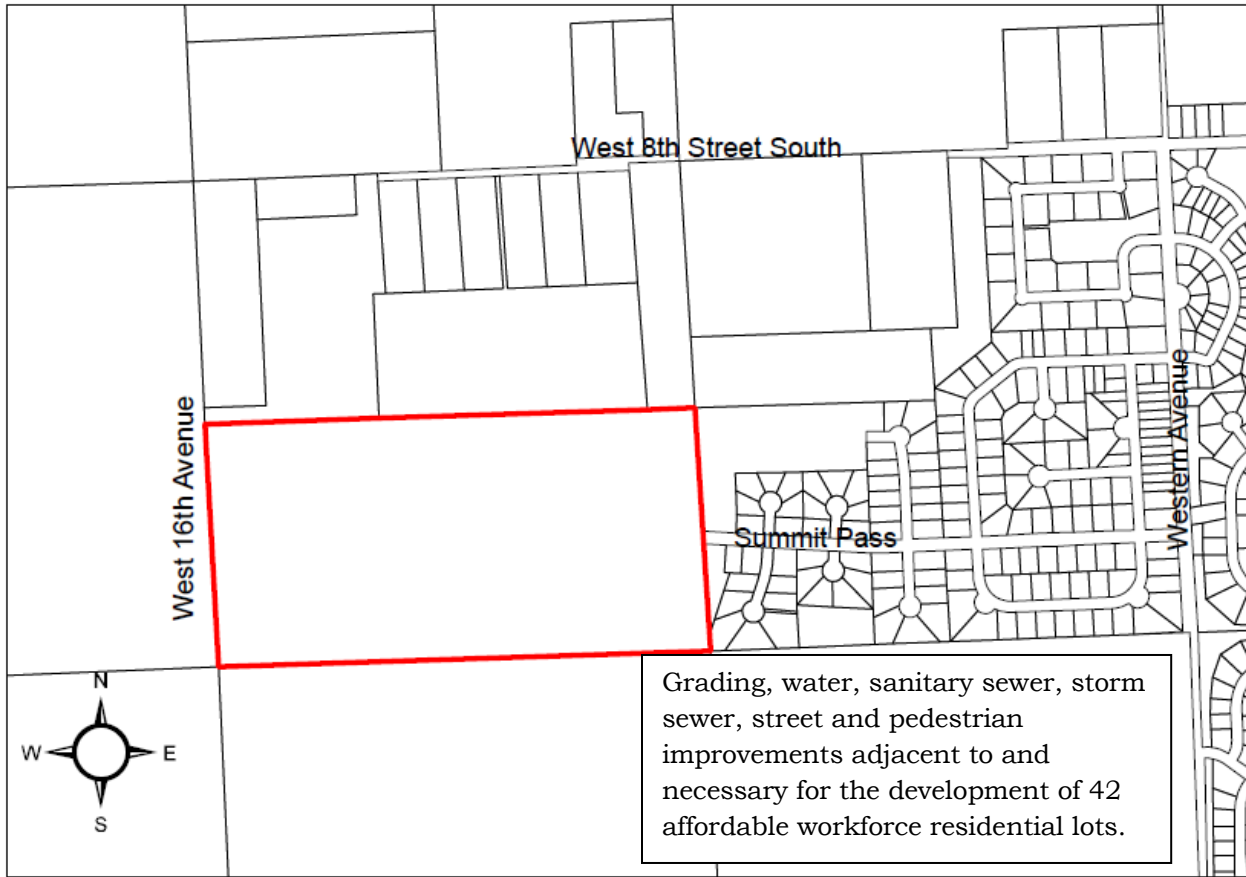 West 8th Street South
West 16th Avenue
Western Avenue
Summit Pass
N
W
E
S
Grading, water, sanitary sewer, storm
sewer, street and pedestrian
improvements adjacent to and
necessary for the development of 42
affordable workforce residential lots.